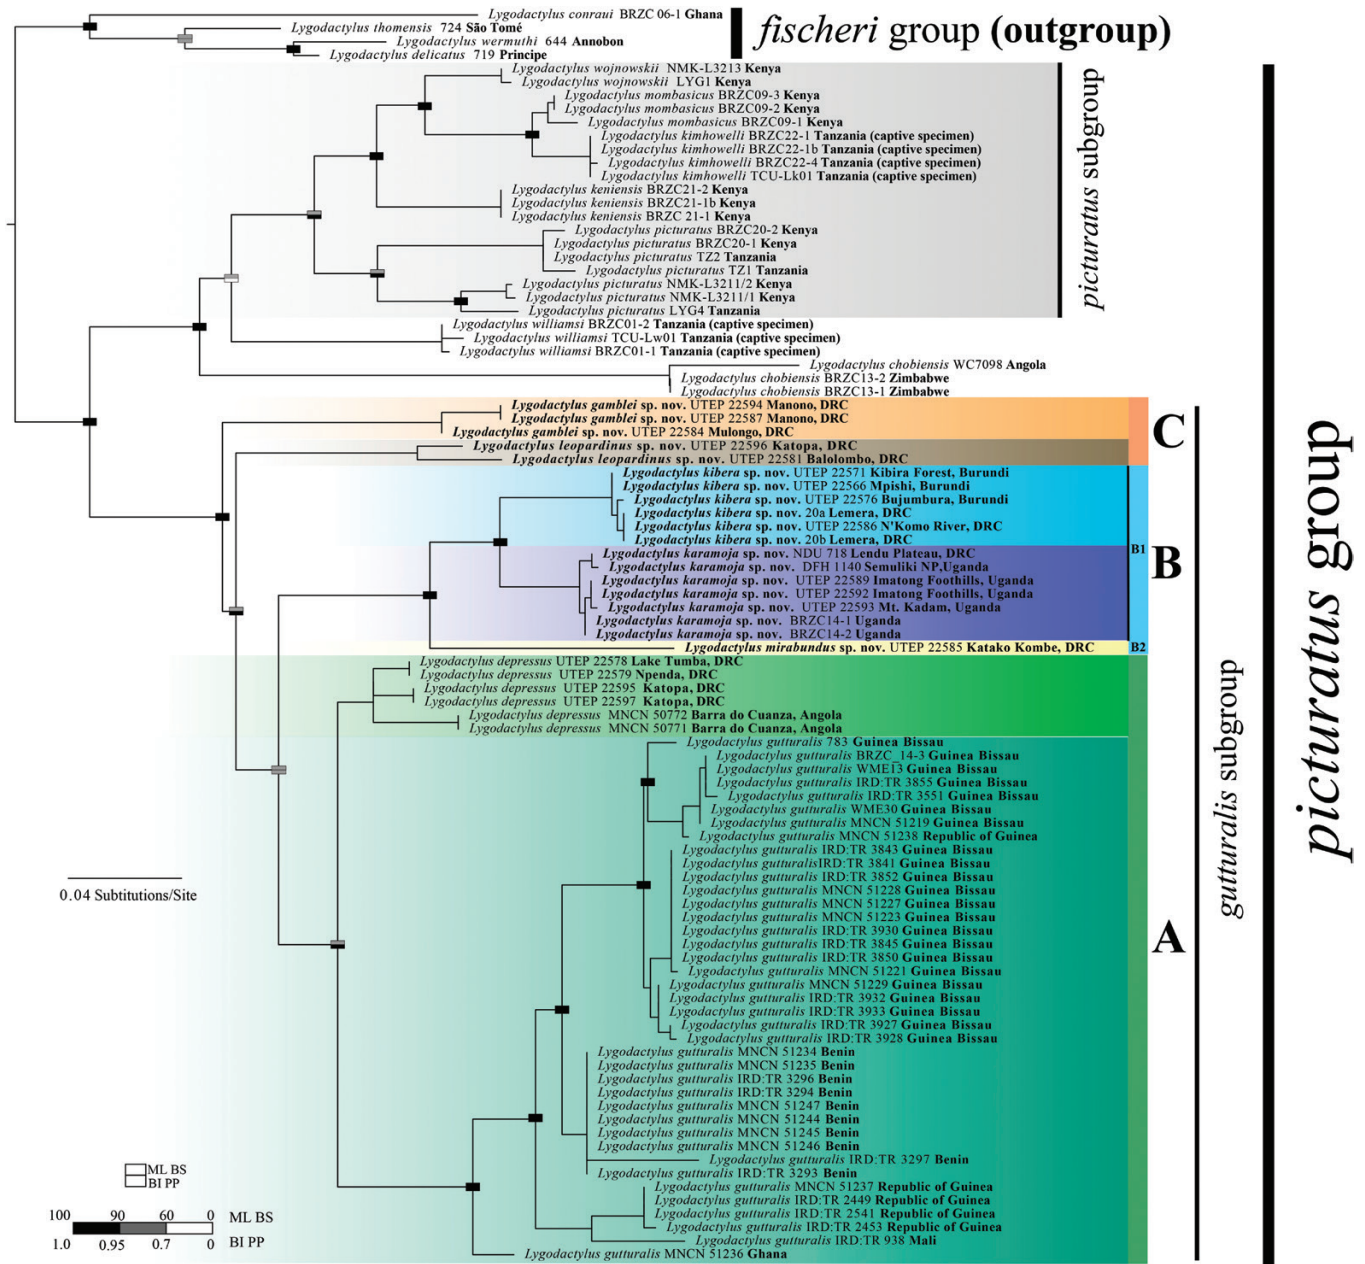 Lygodactylus conraui BRZC 06-1 Ghana
Lygodactylus thomensis 724 São Tomé
Lygodactylus wermuthi 644 Annobon
Lygodactylus delicatus 719 Principe
fischeri group (outgroup)
Lygodactylus wojnowskii NMK-L3213 Kenya
Lygodactylus wojnowskii LYG1 Kenya
Lygodactylus mombasicus BRZC09-3 Kenya
Lygodactylus mombasicus BRZC09-2 Kenya
Lygodactylus mombasicus BRZC09-1 Kenya
Lygodactylus kimhowelli BRZC22-1 Tanzania (captive specimen)
Lygodactylus kimhowelli BRZC22-1b Tanzania (captive specimen)
Lygodactylus kimhowelli BRZC22-4 Tanzania (captive specimen)
Lygodactylus kimhowelli TCU-Lk01 Tanzania (captive specimen)
Lygodactylus keniensis BRZC21-2 Kenya
Lygodactylus keniensis BRZC21-1b Kenya
Lygodactylus keniensis BRZC 21-1 Kenya
Lygodactylus picturatus BRZC20-2 Kenya
Lygodactylus picturatus BRZC20-1 Kenya
Lygodactylus picturatus TZ2 Tanzania
Lygodactylus picturatus TZ1 Tanzania
Lygodactylus picturatus NMK-L3211/2 Kenya
Lygodactylus picturatus NMK-L3211/1 Kenya
Lygodactylus picturatus LYG4 Tanzania
picturatus subgroup
Lygodactylus williamsi BRZC01-2 Tanzania (captive specimen)
Lygodactylus williamsi TCU-Lw01 Tanzania (captive specimen)
Lygodactylus williamsi BRZC01-1 Tanzania (captive specimen)
Lygodactylus chobiensis WC7098 Angola
Lygodactylus chobiensis BRZC13-2 Zimbabwe
Lygodactylus chobiensis BRZC13-1 Zimbabwe
Lygodactylus gamblei sp. nov. UTEP 22594 Manono, DRC
Lygodactylus gamblei sp. nov. UTEP 22587 Manono, DRC
Lygodactylus gamblei sp. nov. UTEP 22584 Mulongo, DRC
Lygodactylus leopardinus sp. nov. UTEP 22596 Katopa, DRC
Lygodactylus leopardinus sp. nov. UTEP 22581 Balolombo, DRC
C
Lygodactylus kibera sp. nov. UTEP 22571 Kibira Forest, Burundi
Lygodactylus kibera sp. nov. UTEP 22566 Mpishi, Burundi
Lygodactylus kibera sp. nov. UTEP 22576 Bujumbura, Burundi
Lygodactylus kibera sp. nov. 20a Lemera, DRC
Lygodactylus kibera sp. nov. UTEP 22586 N'Komo River, DRC
Lygodactylus kibera sp. nov. 20b Lemera, DRC
Lygodactylus karamoja sp. nov. NDU 718 Lendu Plateau, DRC
Lygodactylus karamoja sp. nov. DFH 1140 Semuliki NP,Uganda
Lygodactylus karamoja sp. nov. UTEP 22589 Imatong Foothills, Uganda
Lygodactylus karamoja sp. nov. UTEP 22592 Imatong Foothills, Uganda
Lygodactylus karamoja sp. nov. UTEP 22593 Mt. Kadam, Uganda
Lygodactylus karamoja sp. nov. BRZC14-1 Uganda
Lygodactylus karamoja sp. nov. BRZC14-2 Uganda
B1
B
Lygodactylus mirabundus sp. nov. UTEP 22585 Katako Kombe, DRC
B2
Lygodactylus depressus UTEP 22578 Lake Tumba, DRC
Lygodactylus depressus UTEP 22579 Npenda, DRC
Lygodactylus depressus UTEP 22595 Katopa, DRC
Lygodactylus depressus UTEP 22597 Katopa, DRC
Lygodactylus depressus MNCN 50772 Barra do Cuanza, Angola
Lygodactylus depressus MNCN 50771 Barra do Cuanza, Angola
Lygodactylus gutturalis 783 Guinea Bissau
Lygodactylus gutturalis BRZC_14-3 Guinea Bissau
Lygodactylus gutturalis WME13 Guinea Bissau
Lygodactylus gutturalis IRD:TR 3855 Guinea Bissau
Lygodactylus gutturalis IRD:TR 3551 Guinea Bissau
Lygodactylus gutturalis WME30 Guinea Bissau
Lygodactylus gutturalis MNCN 51219 Guinea Bissau
Lygodactylus gutturalis MNCN 51238 Republic of Guinea
Lygodactylus gutturalis IRD:TR 3843 Guinea Bissau
Lygodactylus gutturalisIRD:TR 3841 Guinea Bissau
Lygodactylus gutturalis IRD:TR 3852 Guinea Bissau
Lygodactylus gutturalis MNCN 51228 Guinea Bissau
Lygodactylus gutturalis MNCN 51227 Guinea Bissau
Lygodactylus gutturalis MNCN 51223 Guinea Bissau
Lygodactylus gutturalis IRD:TR 3930 Guinea Bissau
Lygodactylus gutturalis IRD:TR 3845 Guinea Bissau
Lygodactylus gutturalis IRD:TR 3850 Guinea Bissau
Lygodactylus gutturalis MNCN 51221 Guinea Bissau
Lygodactylus gutturalis MNCN 51229 Guinea Bissau
Lygodactylus gutturalis IRD:TR 3932 Guinea Bissau
Lygodactylus gutturalis IRD:TR 3933 Guinea Bissau
Lygodactylus gutturalis IRD:TR 3927 Guinea Bissau
Lygodactylus gutturalis IRD:TR 3928 Guinea Bissau
Lygodactylus gutturalis MNCN 51234 Benin
Lygodactylus gutturalis MNCN 51235 Benin
Lygodactylus gutturalis IRD:TR 3296 Benin
Lygodactylus gutturalis IRD:TR 3294 Benin
Lygodactylus gutturalis MNCN 51247 Benin
Lygodactylus gutturalis MNCN 51244 Benin
Lygodactylus gutturalis MNCN 51245 Benin
Lygodactylus gutturalis MNCN 51246 Benin
Lygodactylus gutturalis IRD:TR 3297 Benin
Lygodactylus gutturalis IRD:TR 3293 Benin
Lygodactylus gutturalis MNCN 51237 Republic of Guinea
Lygodactylus gutturalis IRD:TR 2449 Republic of Guinea
Lygodactylus gutturalis IRD:TR 2541 Republic of Guinea
Lygodactylus gutturalis IRD:TR 2453 Republic of Guinea
Lygodactylus gutturalis IRD:TR 938 Mali
Lygodactylus gutturalis MNCN 51236 Ghana
A
gutturalis subgroup
picturatus group
0.04 Subtitutions/Site
ML BS
BI PP
100 90 60 0 ML BS
1.0 0.95 0.7 0 BI PP